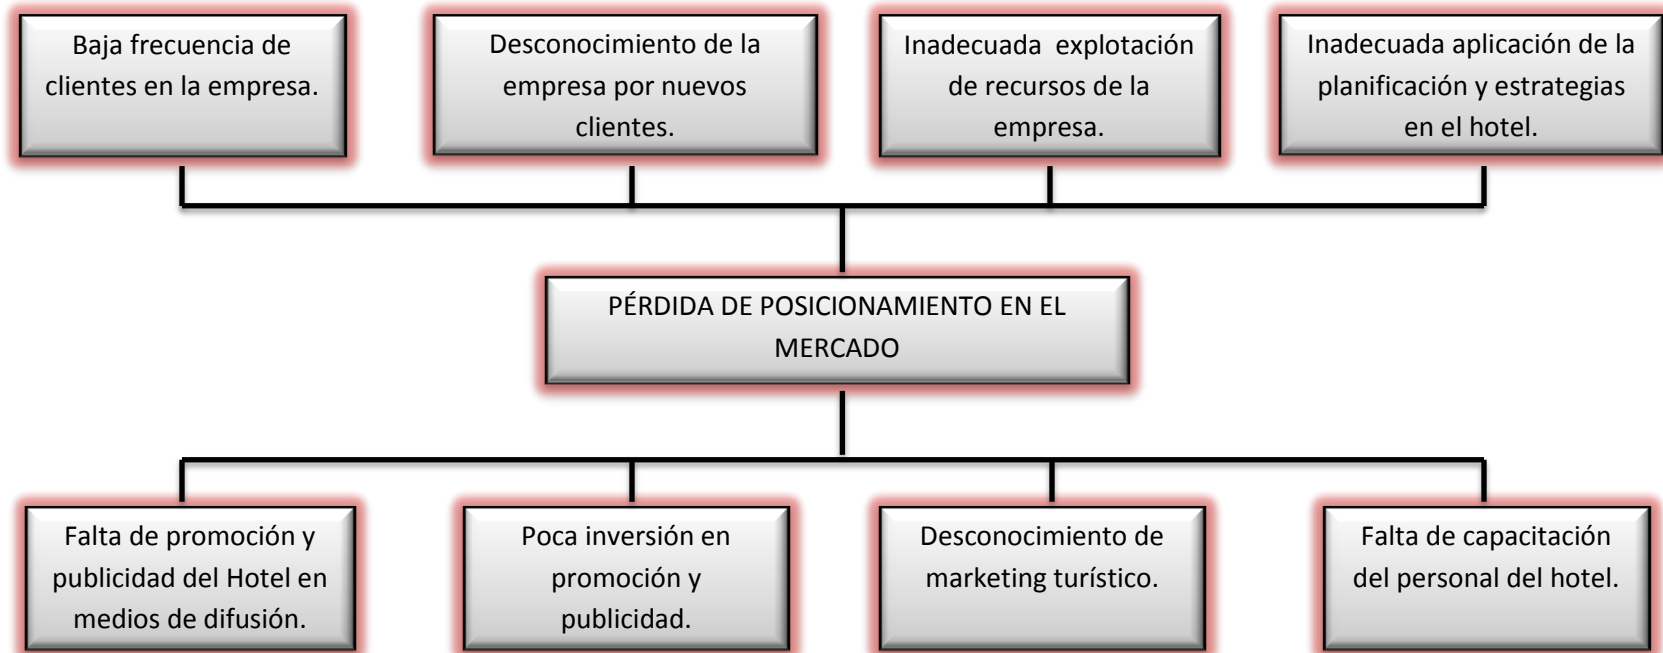 Baja frecuencia de
clientes en la empresa.
Desconocimiento de la
empresa por nuevos
clientes.
Inadecuada  explotación
de recursos de la
empresa.
Inadecuada aplicación de la
planificación y estrategias
en el hotel.
PÉRDIDA DE POSICIONAMIENTO EN EL
MERCADO
Falta de promoción y
publicidad del Hotel en
medios de difusión.
Poca inversión en
promoción y
publicidad.
Desconocimiento de
marketing turístico.
Falta de capacitación
del personal del hotel.